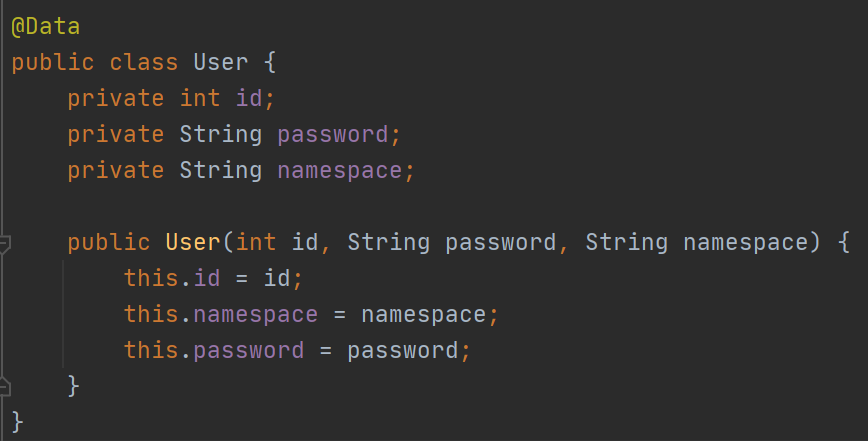 @Data
public class User {
    private int id;
    private String password;
    private String namespace;

    public User(int id, String password, String namespace) {
        this.id = id;
        this.namespace = namespace;
        this.password = password;
    }
}